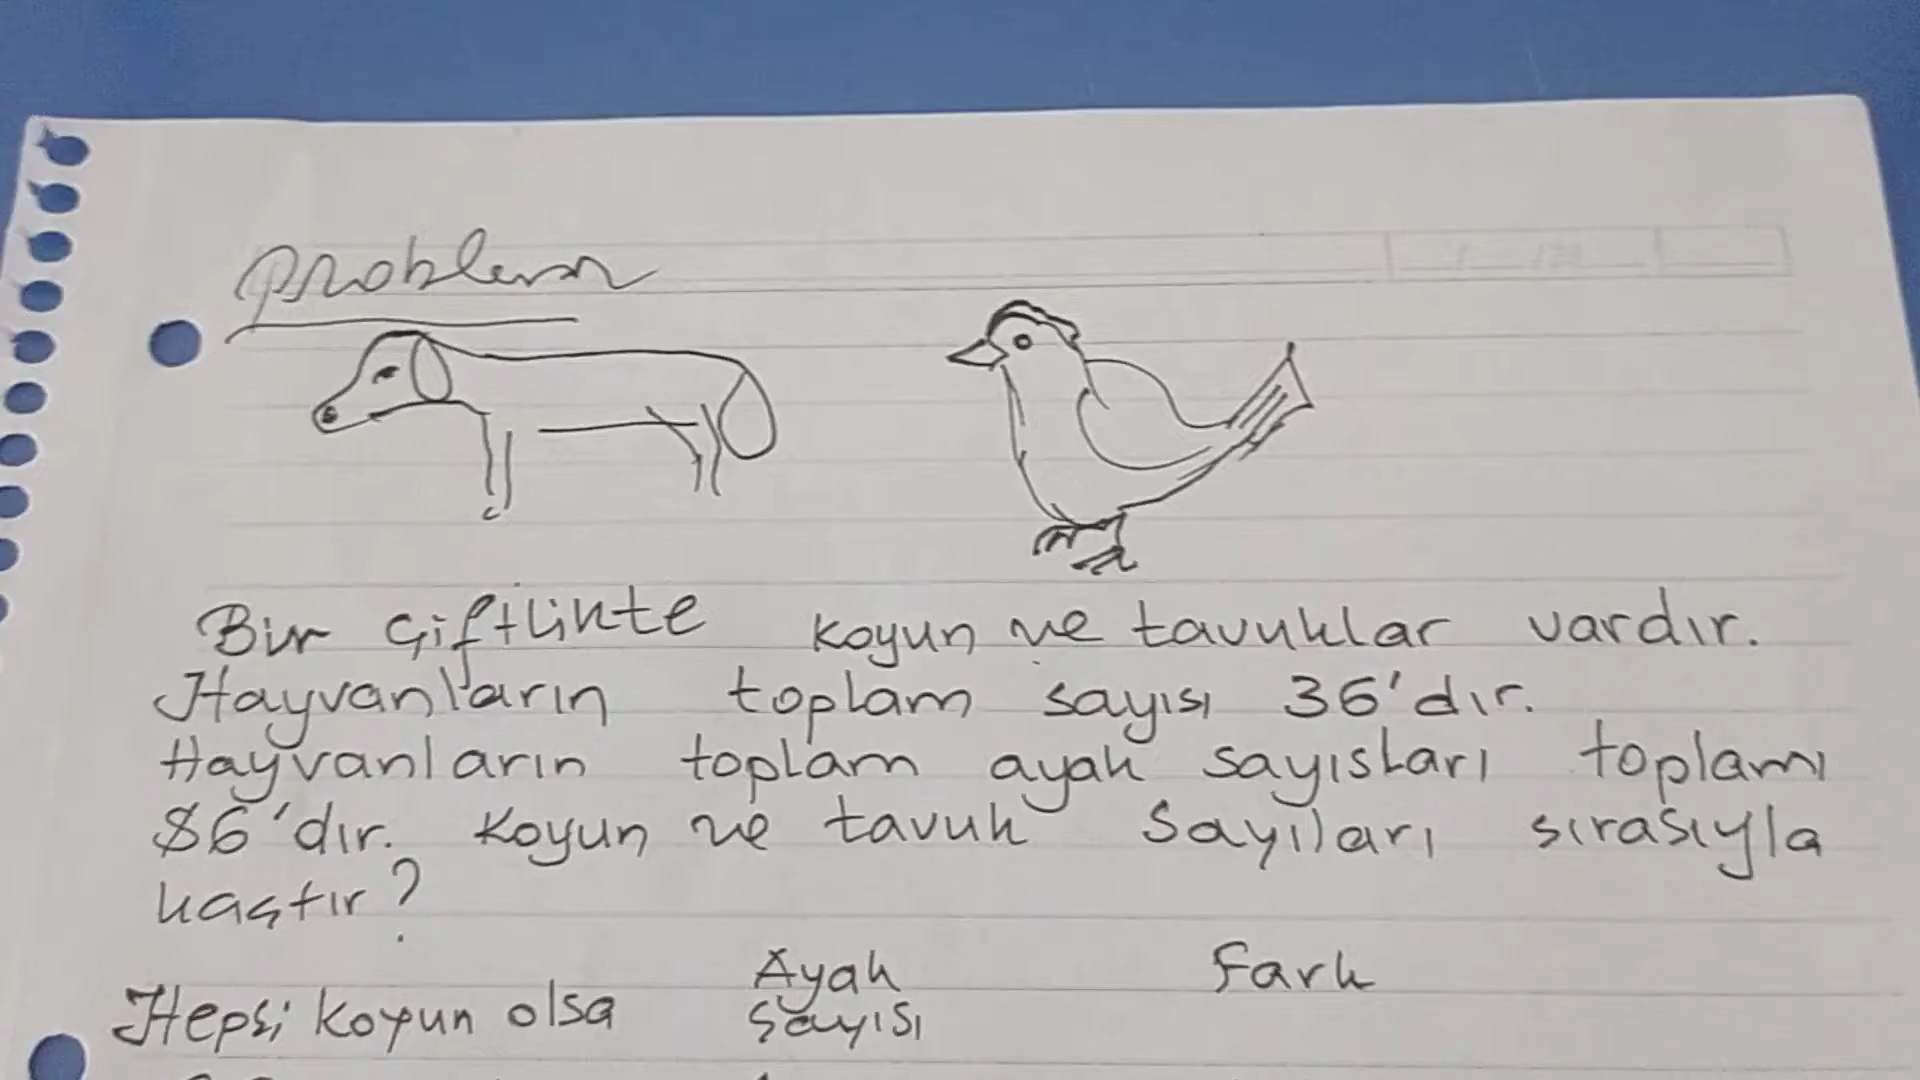 Problem
Bir çiftlikte koyun ve tavuklar vardır.
Hayvanların toplam sayısı 36'dır.
Hayvanların toplam ayak sayısları toplamı
86'dır. Koyun ve tavuk sayıları sırasıyla
kaçtır?
Ayak Fark
Hepsi koyun olsa sayısı